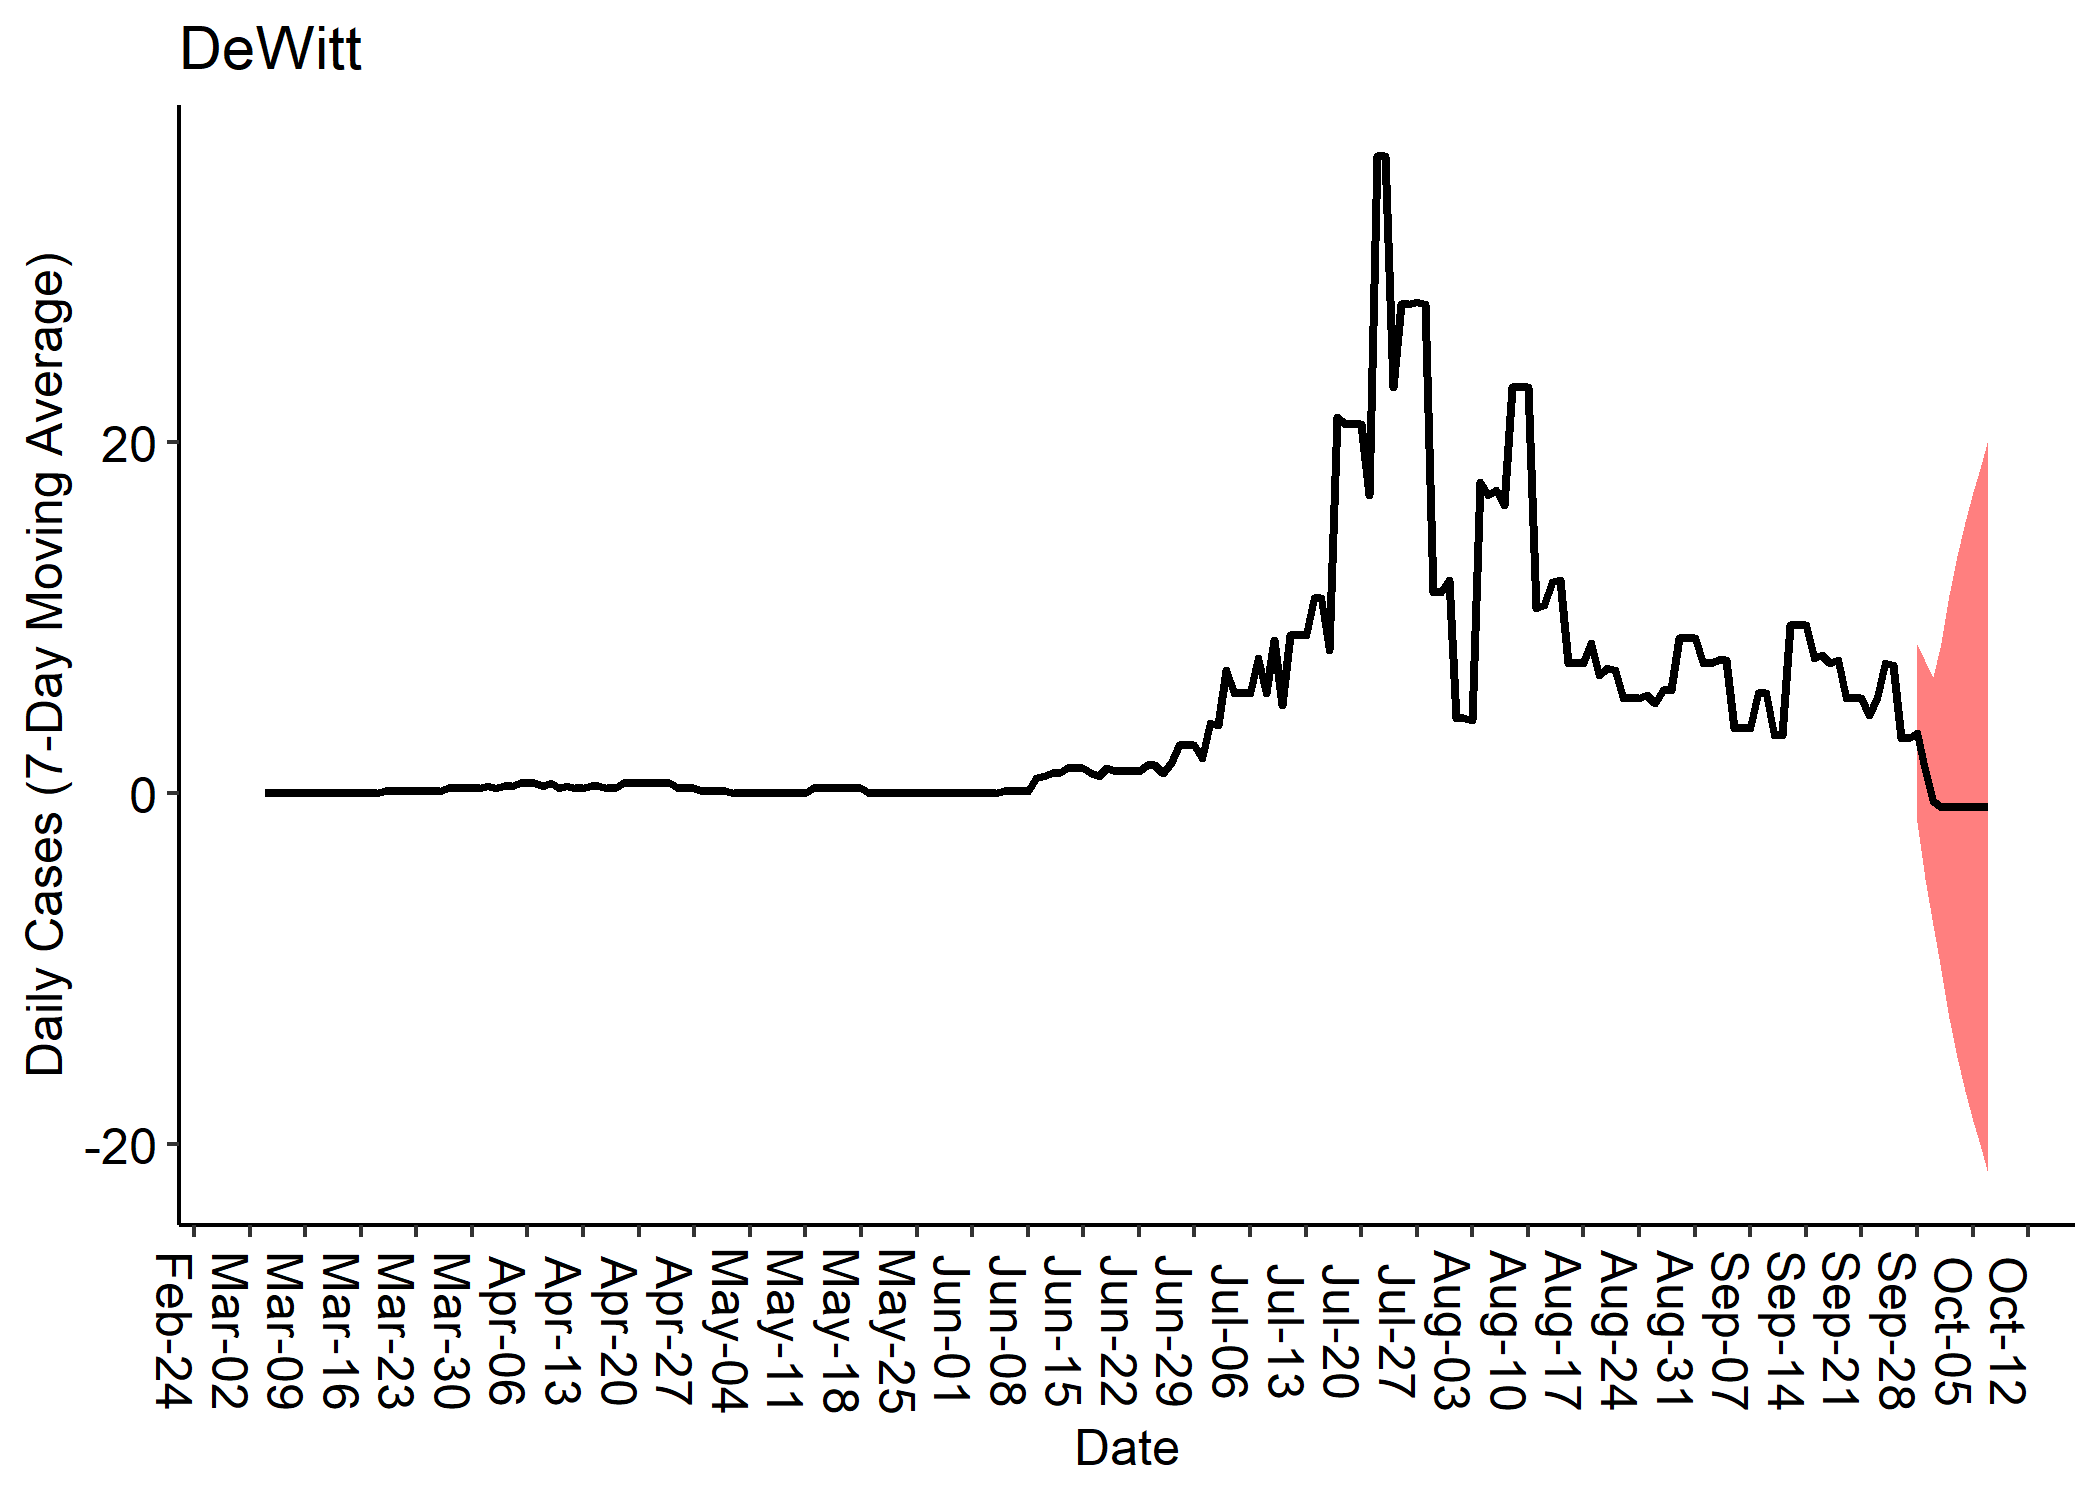 DeWitt
Daily Cases (7-Day Moving Average)
20
0
-20
Feb-24
Mar-02
Mar-09
Mar-16
Mar-23
Mar-30
Apr-06
Apr-13
Apr-20
Apr-27
May-04
May-11
May-18
May-25
Jun-01
Jun-08
Jun-15
Jun-22
Jun-29
Jul-06
Jul-13
Jul-20
Jul-27
Aug-03
Aug-10
Aug-17
Aug-24
Aug-31
Sep-07
Sep-14
Sep-21
Sep-28
Oct-05
Oct-12
Date